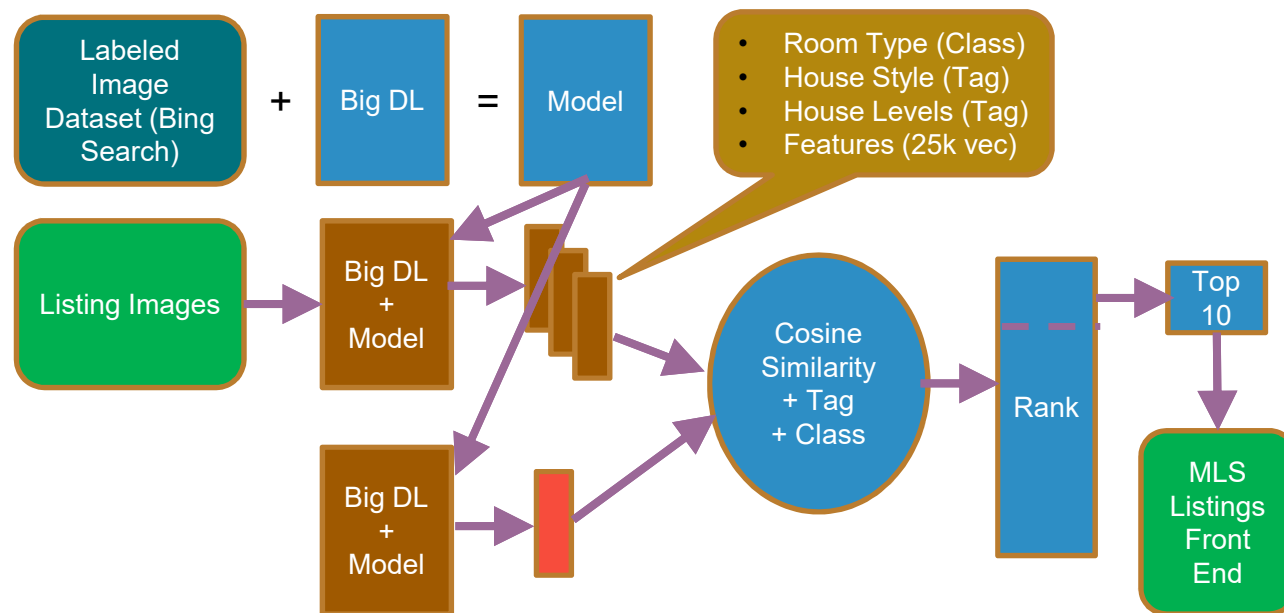 Labeled
Image
Dataset (Bing
Search)
+
Big DL
=
Model
• Room Type (Class)
• House Style (Tag)
• House Levels (Tag)
• Features (25k vec)
Listing Images
Big DL
+
Model
Cosine
Similarity
+ Tag
+ Class
Rank
Top
10
Big DL
+
Model
MLS
Listings
Front
End